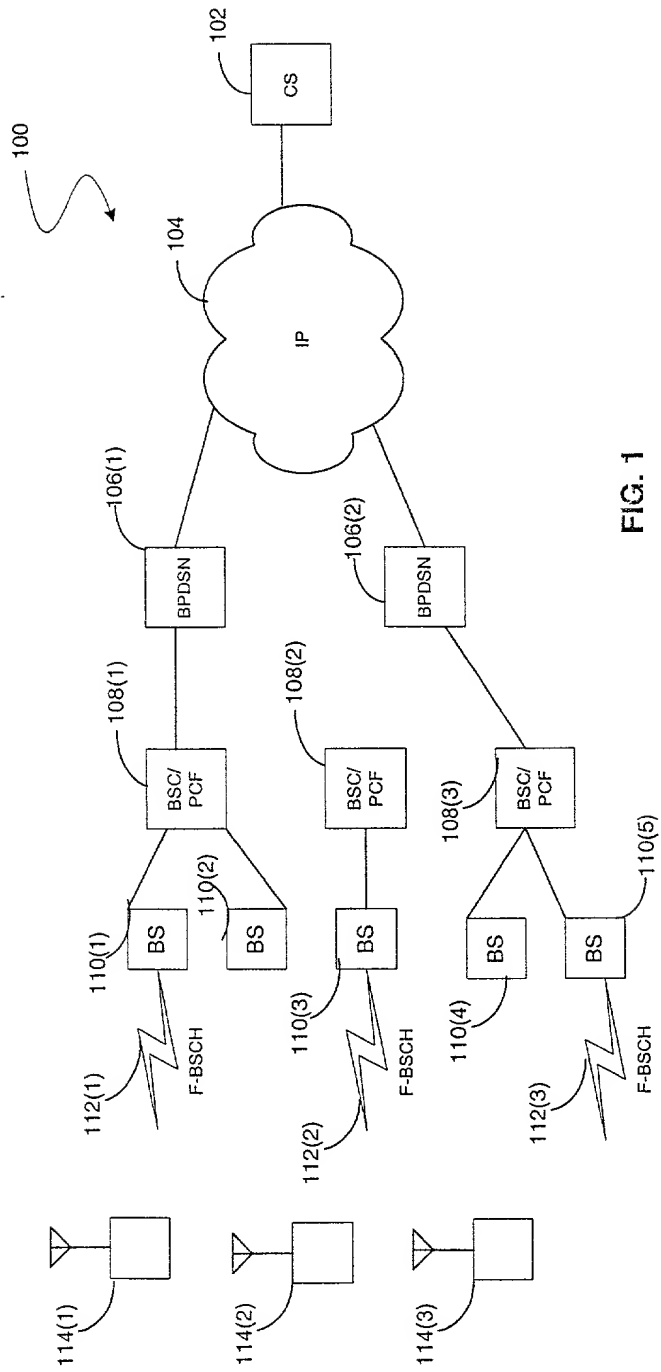 100
102
CS
104
IP
106(1)
BPDSN
106(2)
BPDSN
108(1)
BSC/
PCF
108(2)
BSC/
PCF
108(3)
BSC/
PCF
110(1)
BS
110(2)
BS
110(3)
BS
110(4)
BS
110(5)
BS
112(1)
F-BSCH
112(2)
F-BSCH
112(3)
F-BSCH
114(1)
114(2)
114(3)
FIG. 1